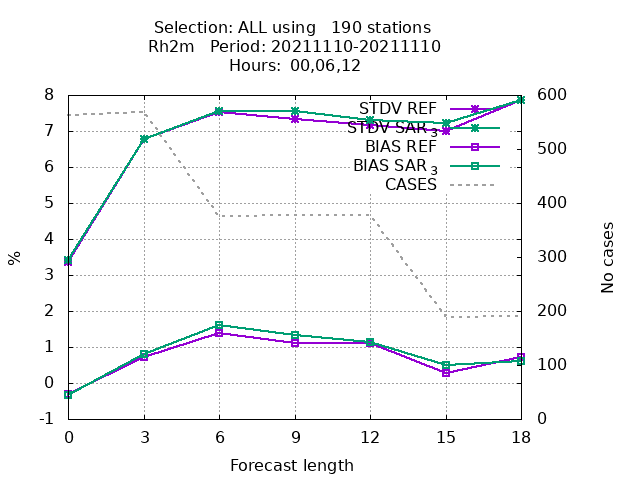 Selection: ALL using 190 stations
Rh2m Period: 20211110-20211110
Hours: 00,06,12
8
7
6
5
4
3
2
1
0
-1
%
STDV REF
STDV SAR 3
BIAS REF
BIAS SAR 3
CASES
600
500
400
300
200
100
0
No cases
0 3 6 9 12 15 18
Forecast length